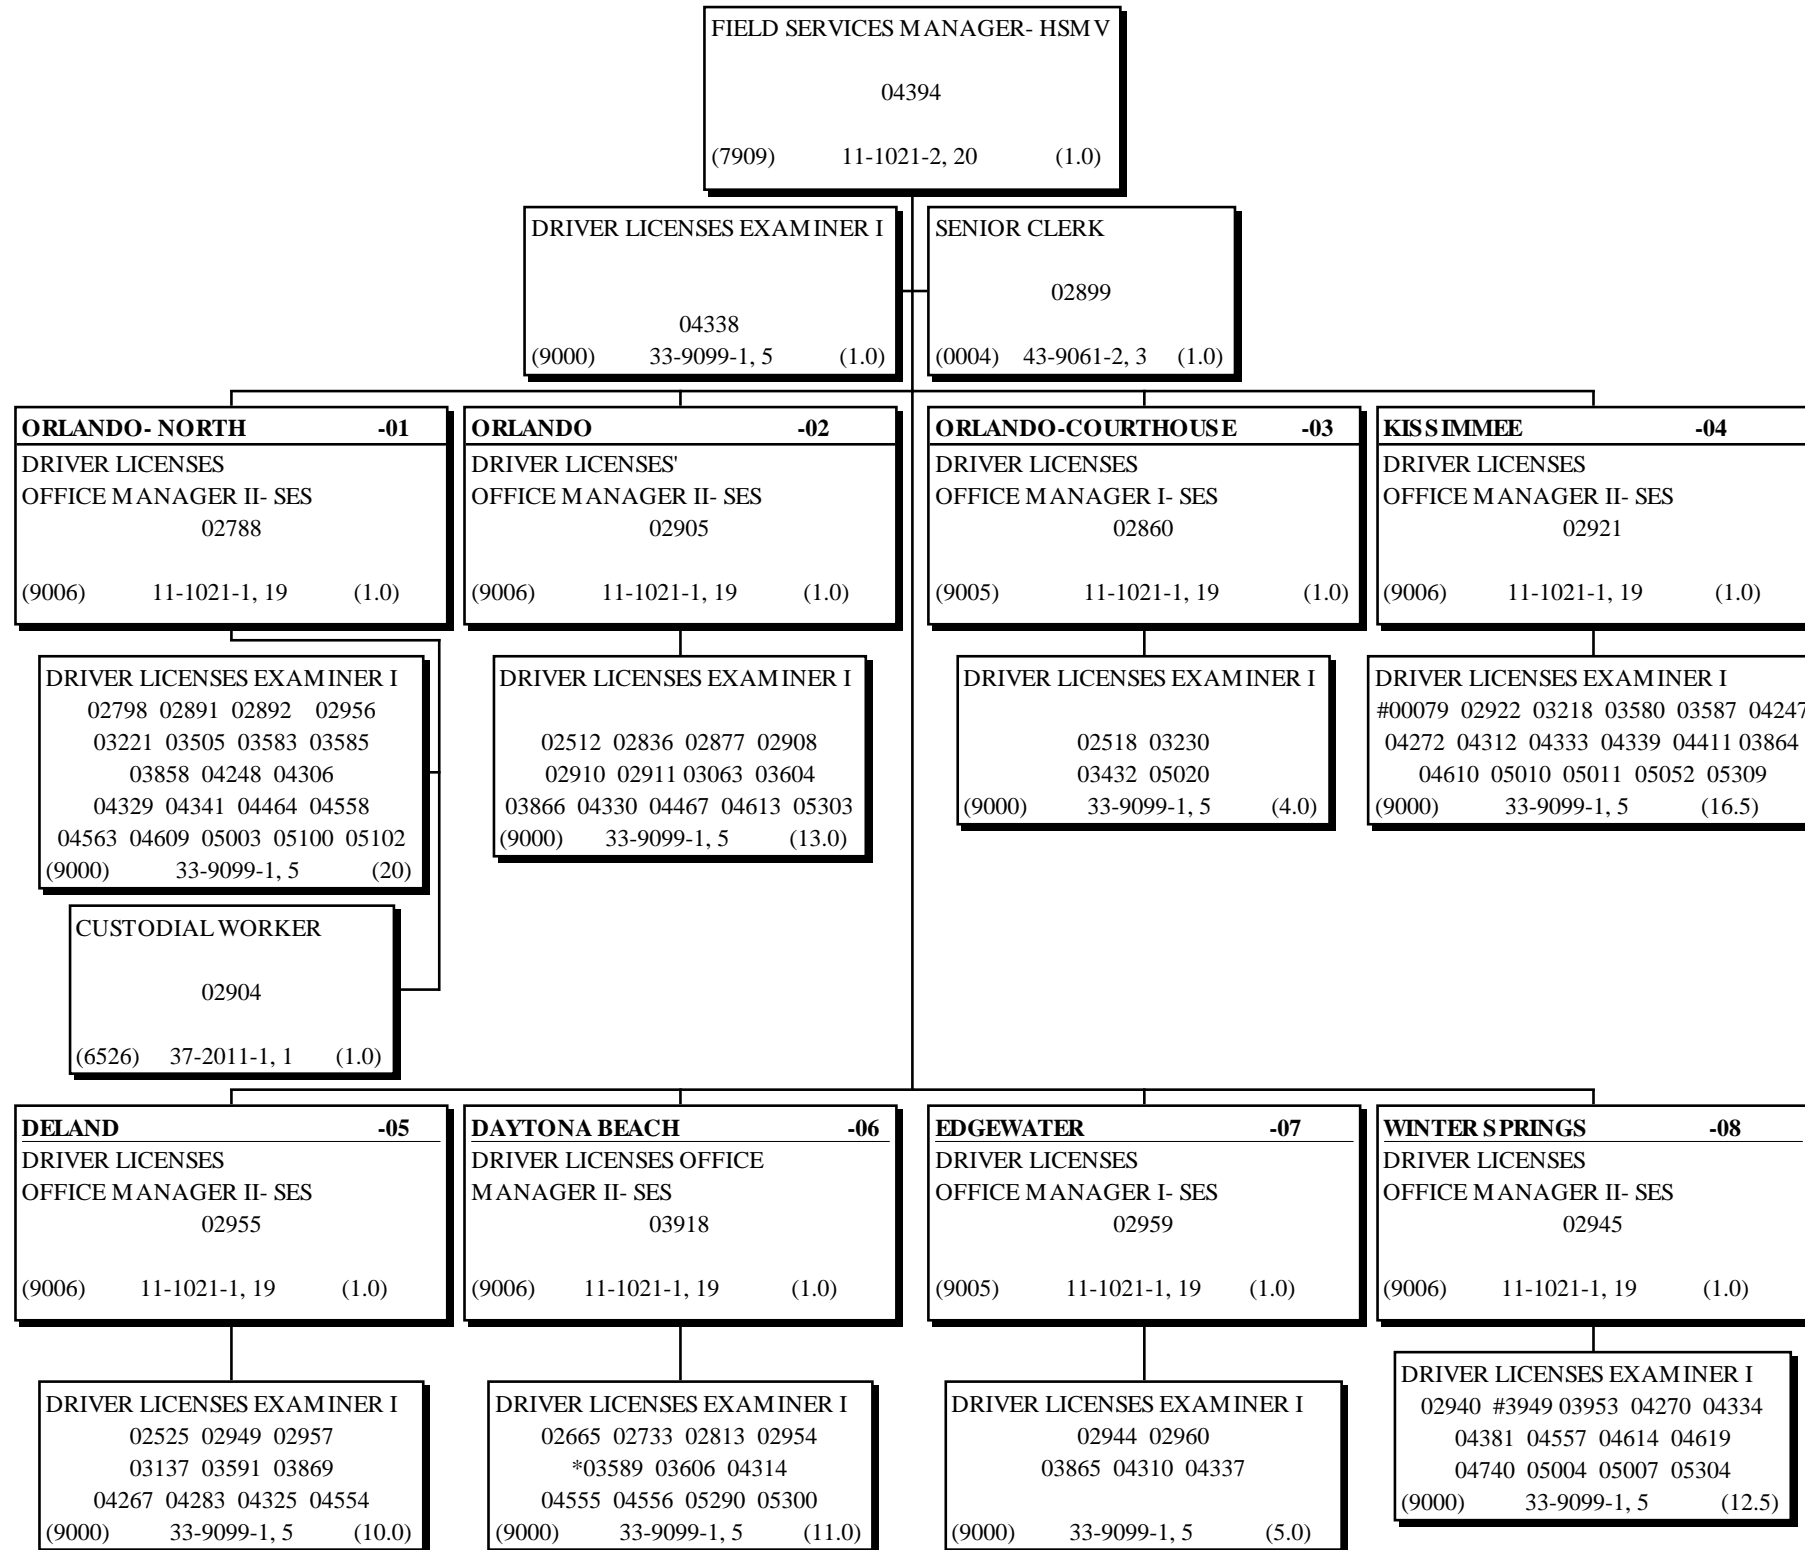 FIELD SERVICES MANAGER- HSMV
04394
(7909) 11-1021-2, 20 (1.0)
DRIVER LICENSES EXAMINER I
04338
(9000) 33-9099-1, 5 (1.0)
SENIOR CLERK
02899
(0004) 43-9061-2, 3 (1.0)
ORLANDO- NORTH -01
DRIVER LICENSES
OFFICE MANAGER II- SES
02788
(9006) 11-1021-1, 19 (1.0)
ORLANDO -02
DRIVER LICENSES'
OFFICE MANAGER II- SES
02905
(9006) 11-1021-1, 19 (1.0)
ORLANDO-COURTHOUSE -03
DRIVER LICENSES
OFFICE MANAGER I- SES
02860
(9005) 11-1021-1, 19 (1.0)
KISSIMMEE -04
DRIVER LICENSES
OFFICE MANAGER II- SES
02921
(9006) 11-1021-1, 19 (1.0)
DRIVER LICENSES EXAMINER I
02798 02891 02892 02956
03221 03505 03583 03585
03858 04248 04306
04329 04341 04464 04558
04563 04609 05003 05100 05102
(9000) 33-9099-1, 5 (20)
DRIVER LICENSES EXAMINER I
02512 02836 02877 02908
02910 02911 03063 03604
03866 04330 04467 04613 05303
(9000) 33-9099-1, 5 (13.0)
DRIVER LICENSES EXAMINER I
02518 03230
03432 05020
(9000) 33-9099-1, 5 (4.0)
DRIVER LICENSES EXAMINER I
#00079 02922 03218 03580 03587 04247
04272 04312 04333 04339 04411 03864
04610 05010 05011 05052 05309
(9000) 33-9099-1, 5 (16.5)
CUSTODIAL WORKER
02904
(6526) 37-2011-1, 1 (1.0)
DELAND -05
DRIVER LICENSES
OFFICE MANAGER II- SES
02955
(9006) 11-1021-1, 19 (1.0)
DAYTONA BEACH -06
DRIVER LICENSES OFFICE
MANAGER II- SES
03918
(9006) 11-1021-1, 19 (1.0)
EDGEWATER -07
DRIVER LICENSES
OFFICE MANAGER I- SES
02959
(9005) 11-1021-1, 19 (1.0)
WINTER SPRINGS -08
DRIVER LICENSES
OFFICE MANAGER II- SES
02945
(9006) 11-1021-1, 19 (1.0)
DRIVER LICENSES EXAMINER I
02525 02949 02957
03137 03591 03869
04267 04283 04325 04554
(9000) 33-9099-1, 5 (10.0)
DRIVER LICENSES EXAMINER I
02665 02733 02813 02954
*03589 03606 04314
04555 04556 05290 05300
(9000) 33-9099-1, 5 (11.0)
DRIVER LICENSES EXAMINER I
02944 02960
03865 04310 04337
(9000) 33-9099-1, 5 (5.0)
DRIVER LICENSES EXAMINER I
02940 #3949 03953 04270 04334
04381 04557 04614 04619
04740 05004 05007 05304
(9000) 33-9099-1, 5 (12.5)